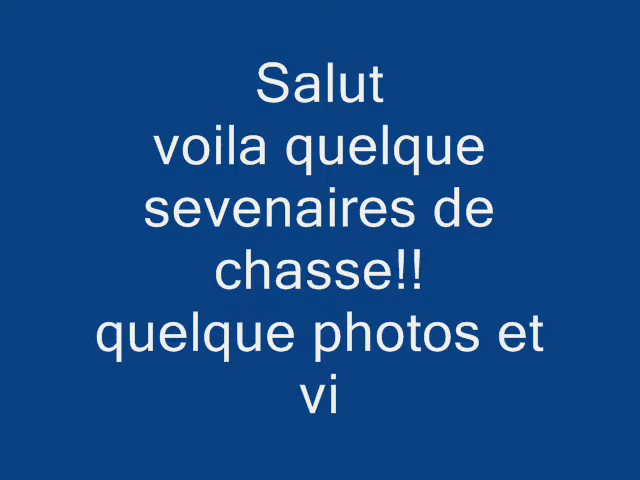 Salut
voila quelque
sevenaires de
chasse!!
quelque photos et
vi